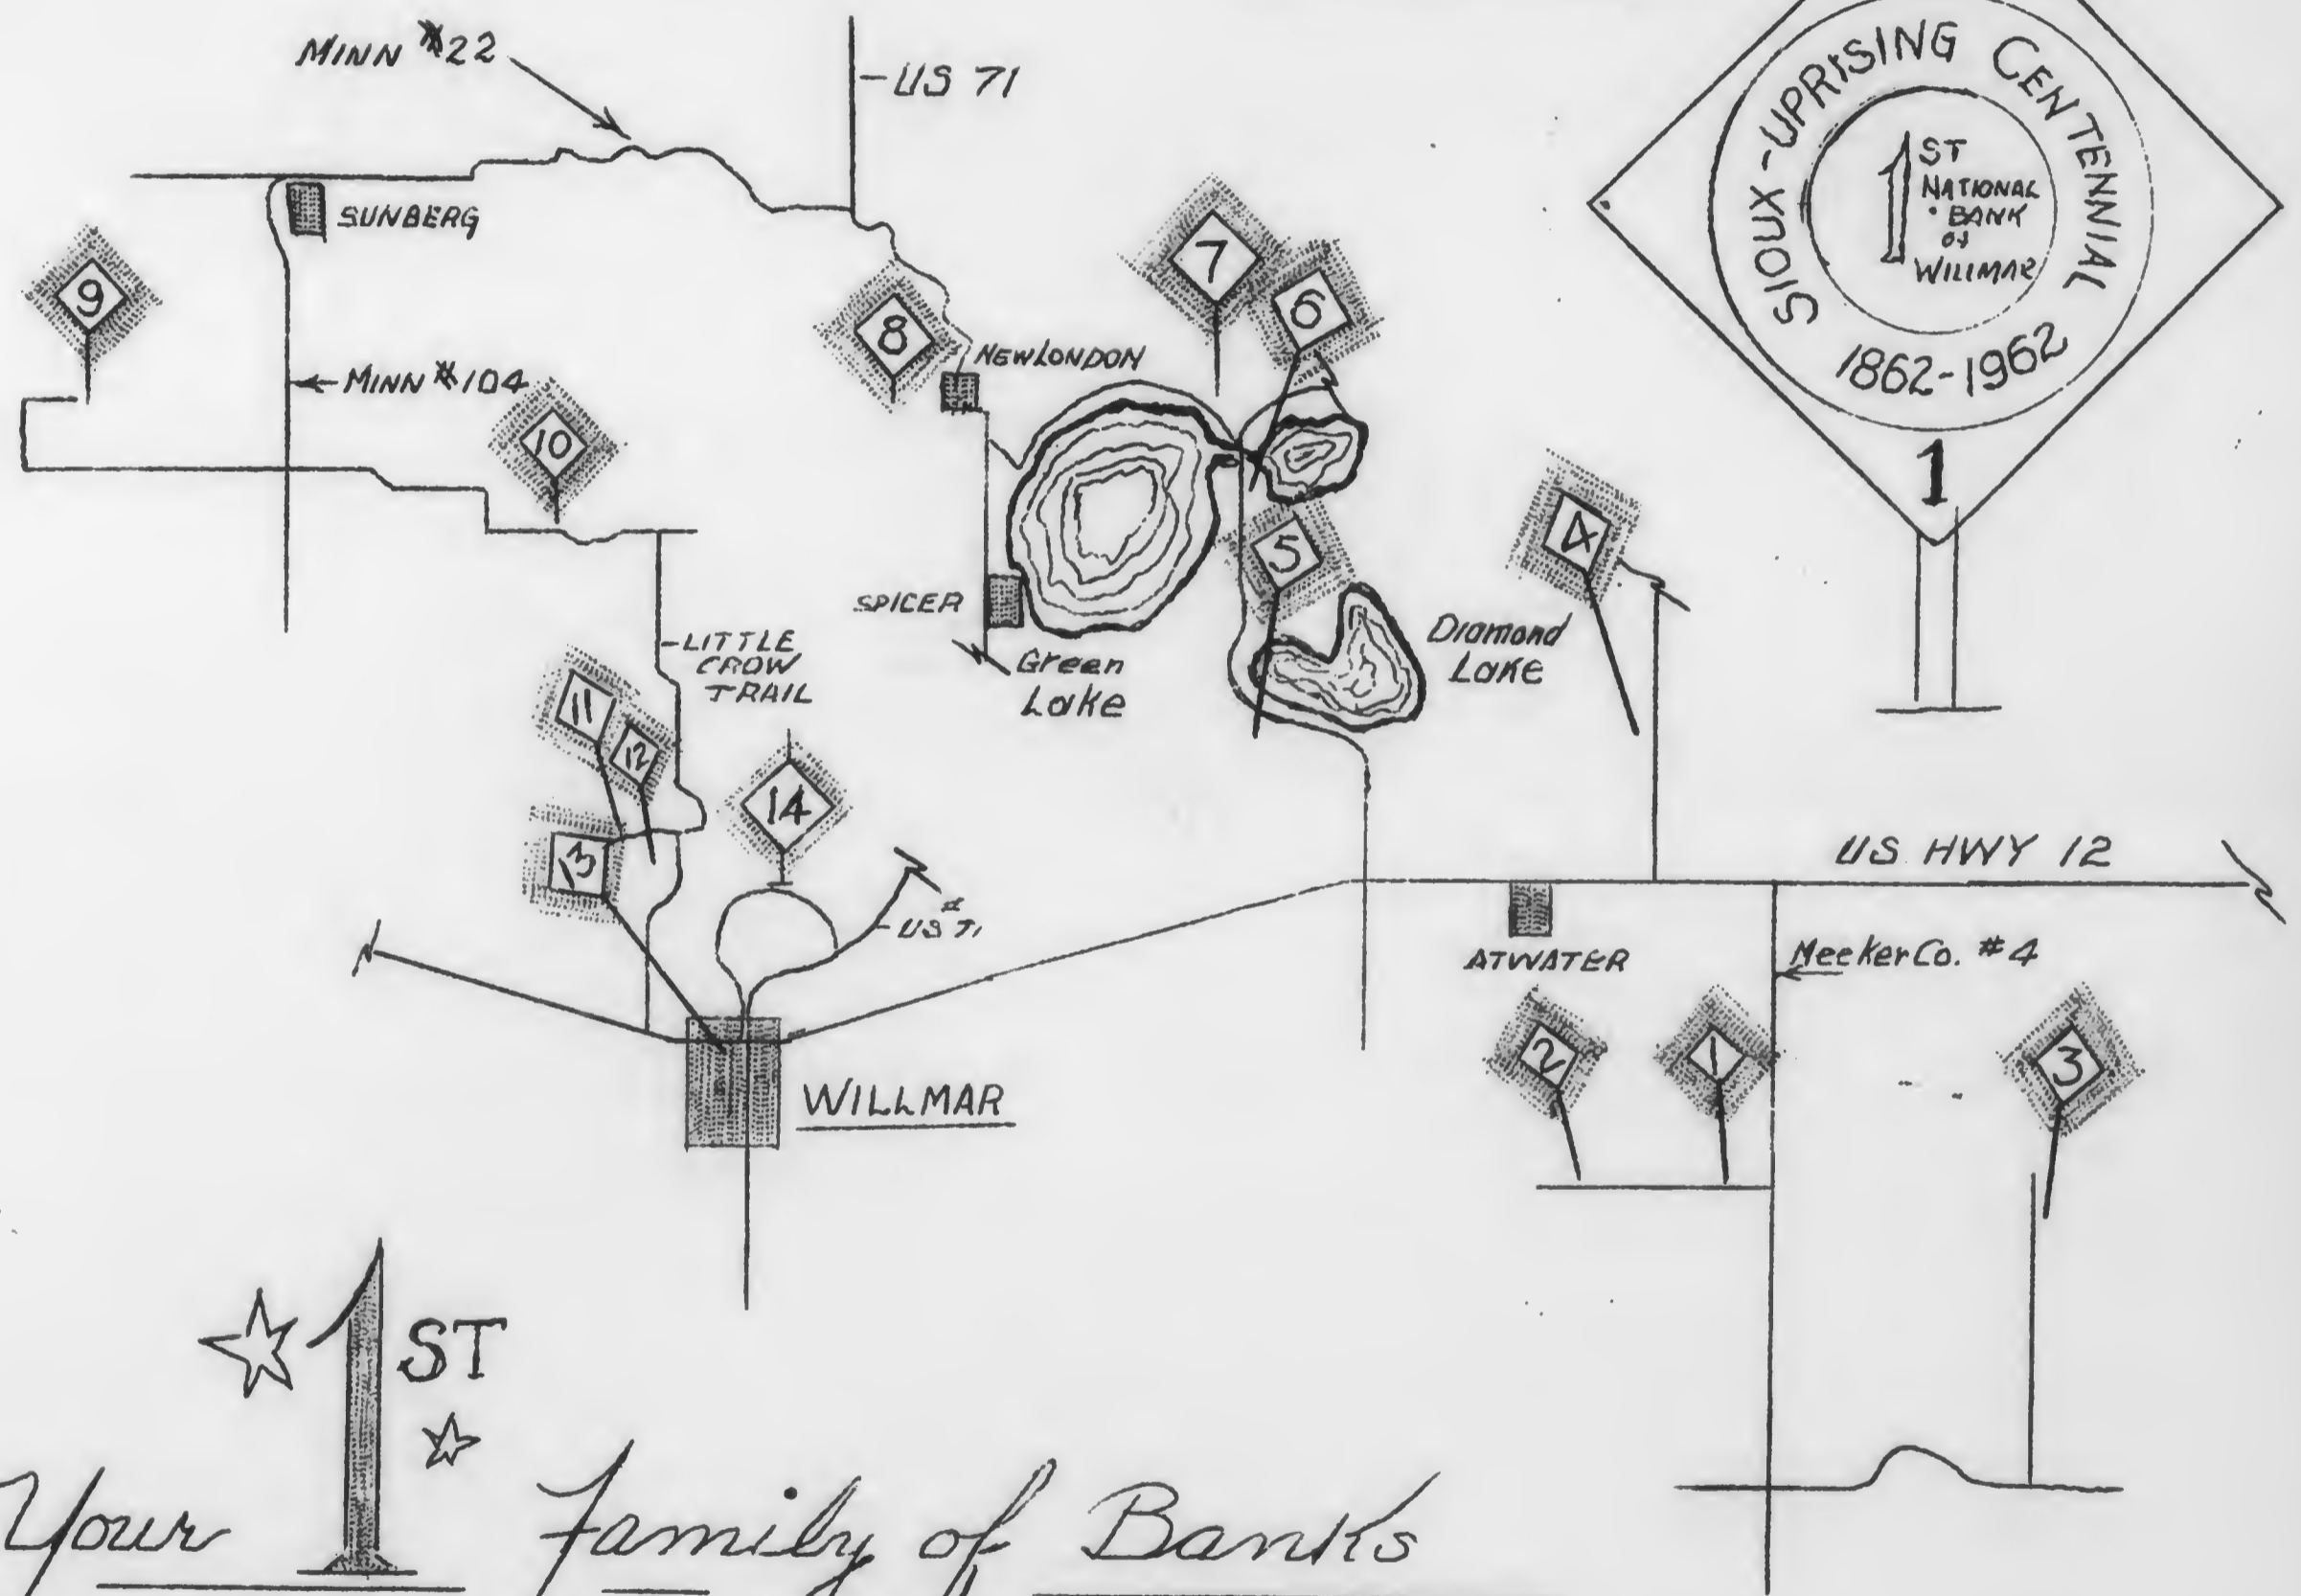 MINN #22
US 71
SIOUX-UPRISING CENTENNIAL
1ST
NATIONAL
BANK
of
WILLMAR
1862-1962
1
SUNBERG
9
7
6
8
NEW LONDON
MINN #104
10
4
5
SPICER
Green
Lake
Diamond
Lake
LITTLE
CROW
TRAIL
11
12
14
13
US HWY 12
US #71
ATWATER
Meeker Co. #4
2
1
3
WILLMAR
1ST
Your Family of Banks